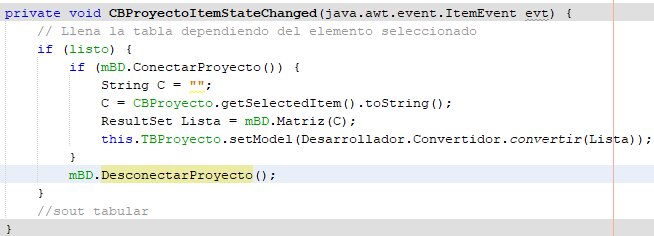 private void CBProyectoItemStateChanged(java.awt.event.ItemEvent evt) {
    // Llena la tabla dependiendo del elemento seleccionado
    if (listo) {
        if (mBD.ConectarProyecto()) {
            String C = "";
            C = CBProyecto.getSelectedItem().toString();
            ResultSet Lista = mBD.Matriz(C);
            this.TBProyecto.setModel(Desarrollador.Convertidor.convertir(Lista));
        }
        mBD.DesconectarProyecto();
    }
    //sout tabular
}